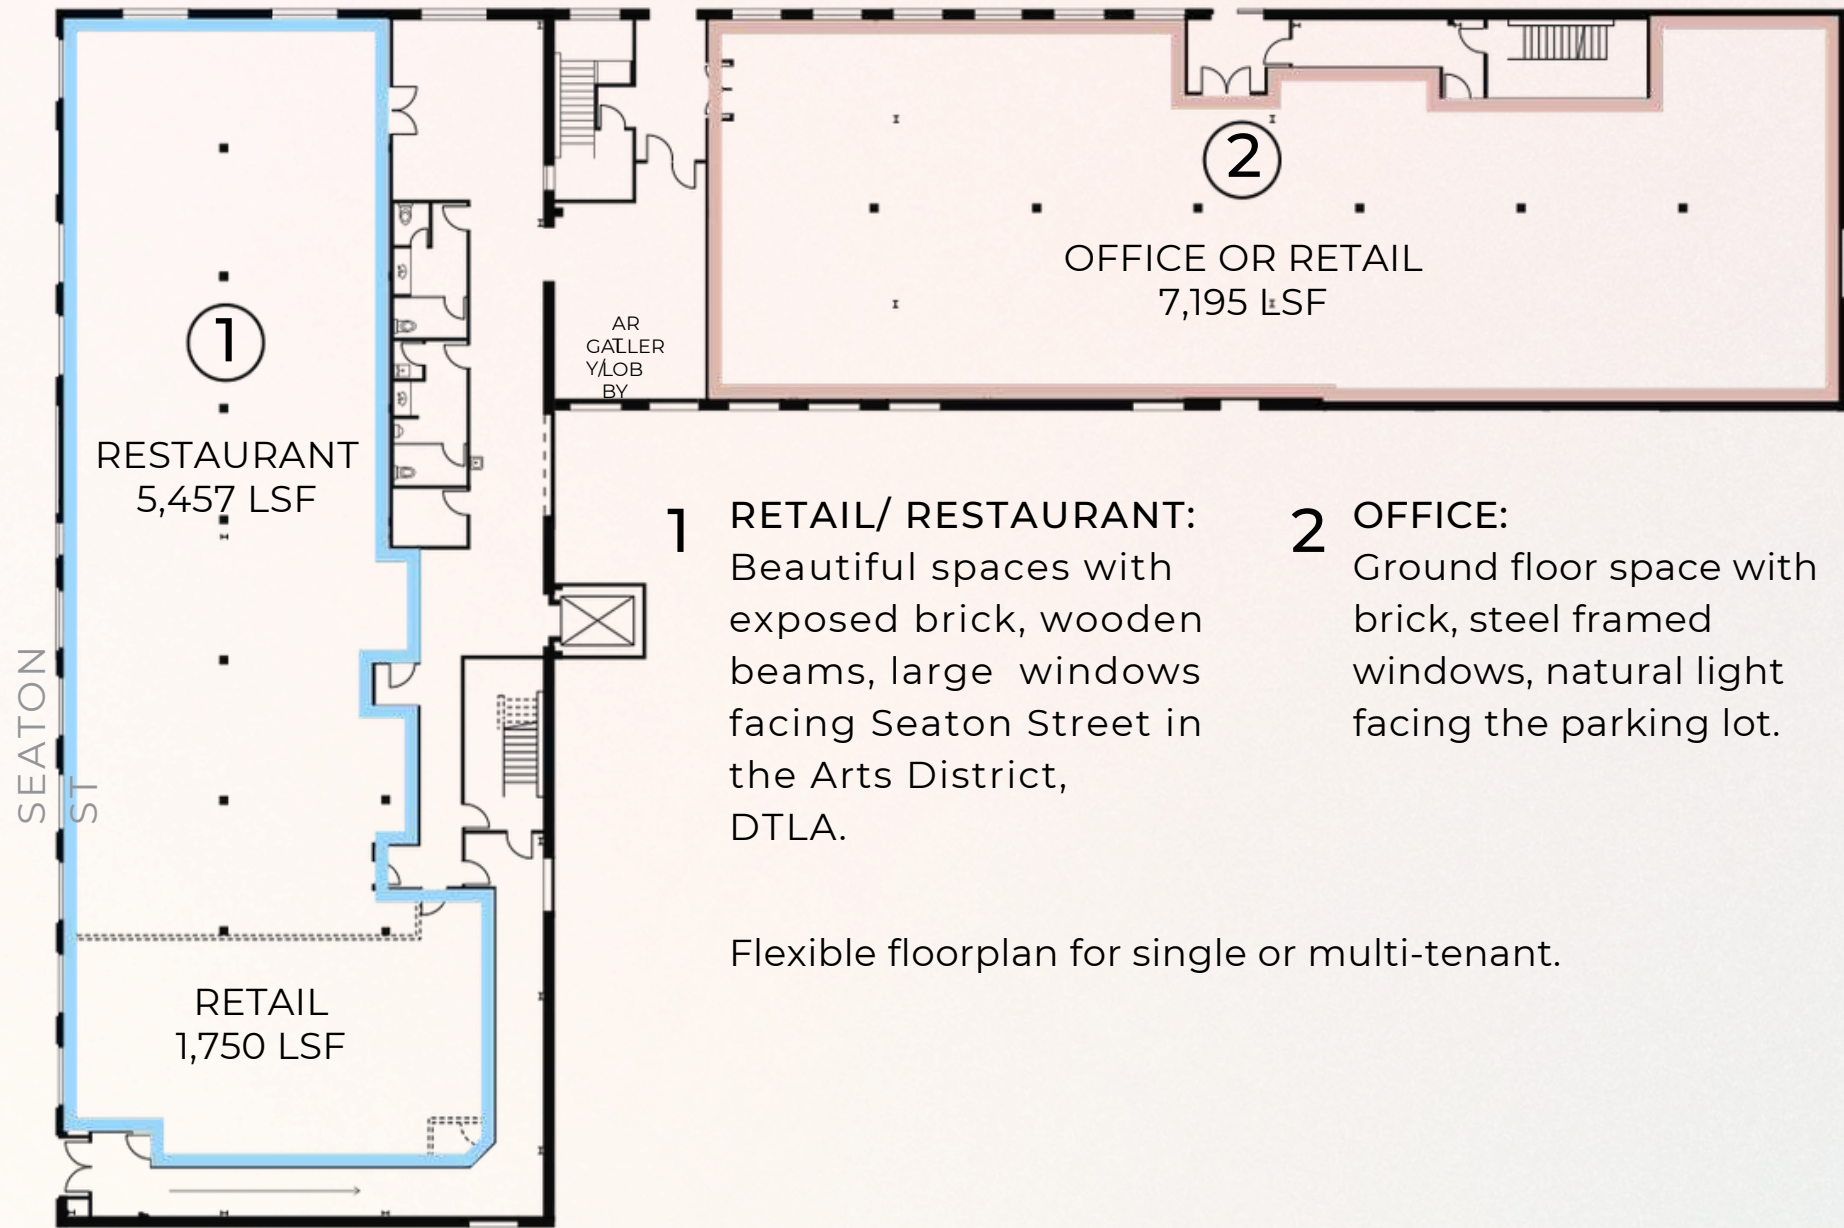 1
RESTAURANT
5,457 LSF
SEATON
ST
RETAIL
1,750 LSF
AR
T
GALLER
Y/LOB
BY
2
OFFICE OR RETAIL
7,195 LSF
1
RETAIL/ RESTAURANT:
Beautiful spaces with
exposed brick, wooden
beams, large windows
facing Seaton Street in
the Arts District,
DTLA.
2
OFFICE:
Ground floor space with
brick, steel framed
windows, natural light
facing the parking lot.
Flexible floorplan for single or multi-tenant.